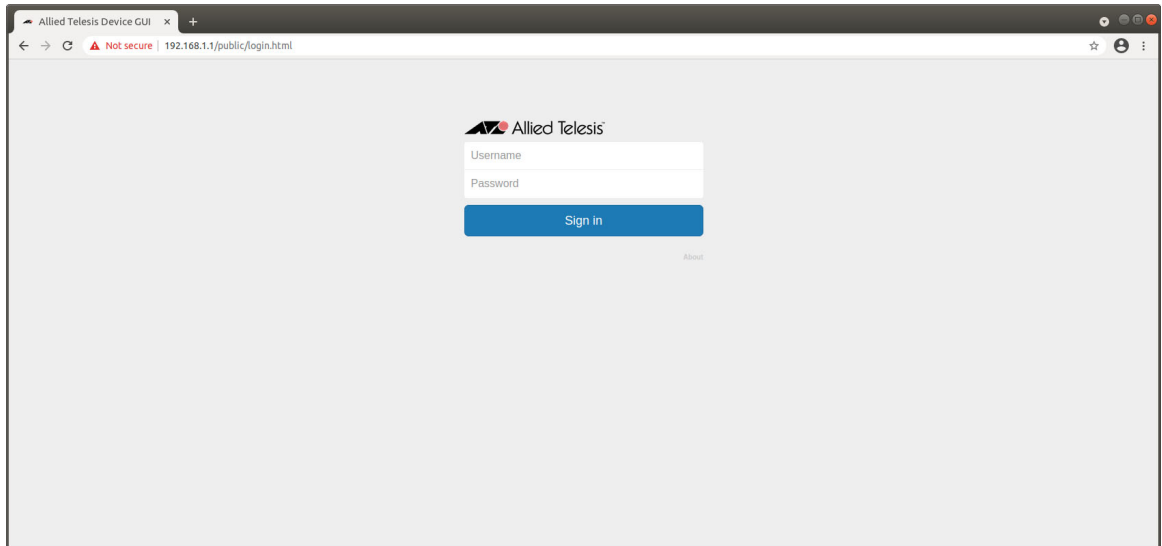 Allied Telesis Device GUI
Not secure 192.168.1.1/public/login.html
Allied Telesis™
Username
Password
Sign in
About